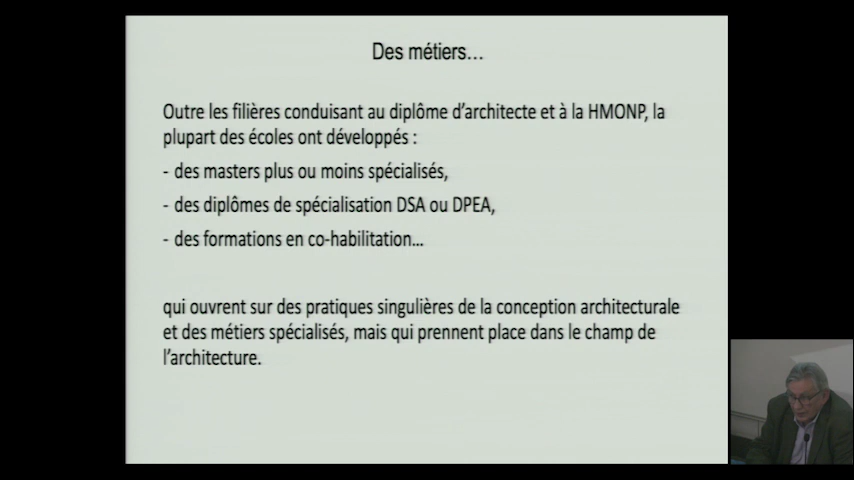 Des métiers...
Outre les filières conduisant au diplôme d'architecte et à la HMONP, la
plupart des écoles ont développés :
- des masters plus ou moins spécialisés,
- des diplômes de spécialisation DSA ou DPEA,
- des formations en co-habilitation...
qui ouvrent sur des pratiques singulières de la conception architecturale
et des métiers spécialisés, mais qui prennent place dans le champ de
l'architecture.